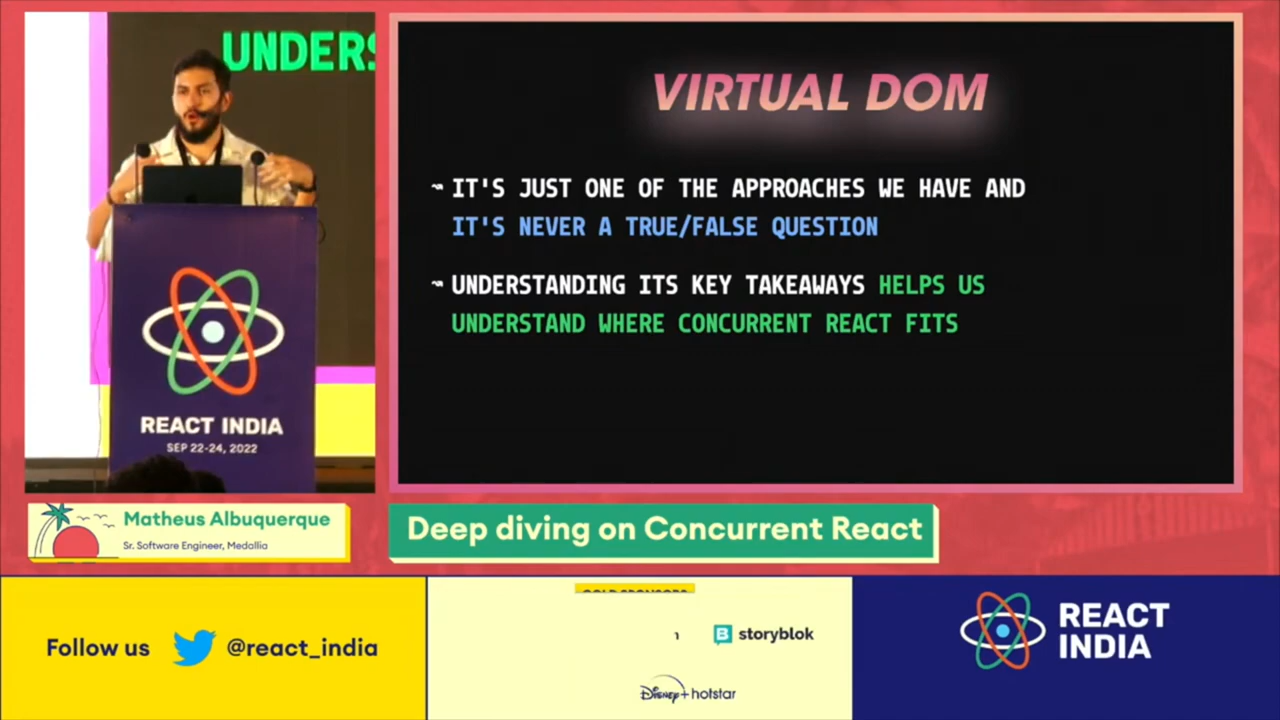 UNDERS
REACT INDIA
SEP 22-24, 2022
VIRTUAL DOM
IT'S JUST ONE OF THE APPROACHES WE HAVE AND
IT'S NEVER A TRUE/FALSE QUESTION
UNDERSTANDING ITS KEY TAKEAWAYS HELPS US
UNDERSTAND WHERE CONCURRENT REACT FITS
Matheus Albuquerque
Sr. Software Engineer, Medallia
Deep diving on Concurrent React
Follow us @react_india
storyblok
Disney+ hotstar
REACT
INDIA